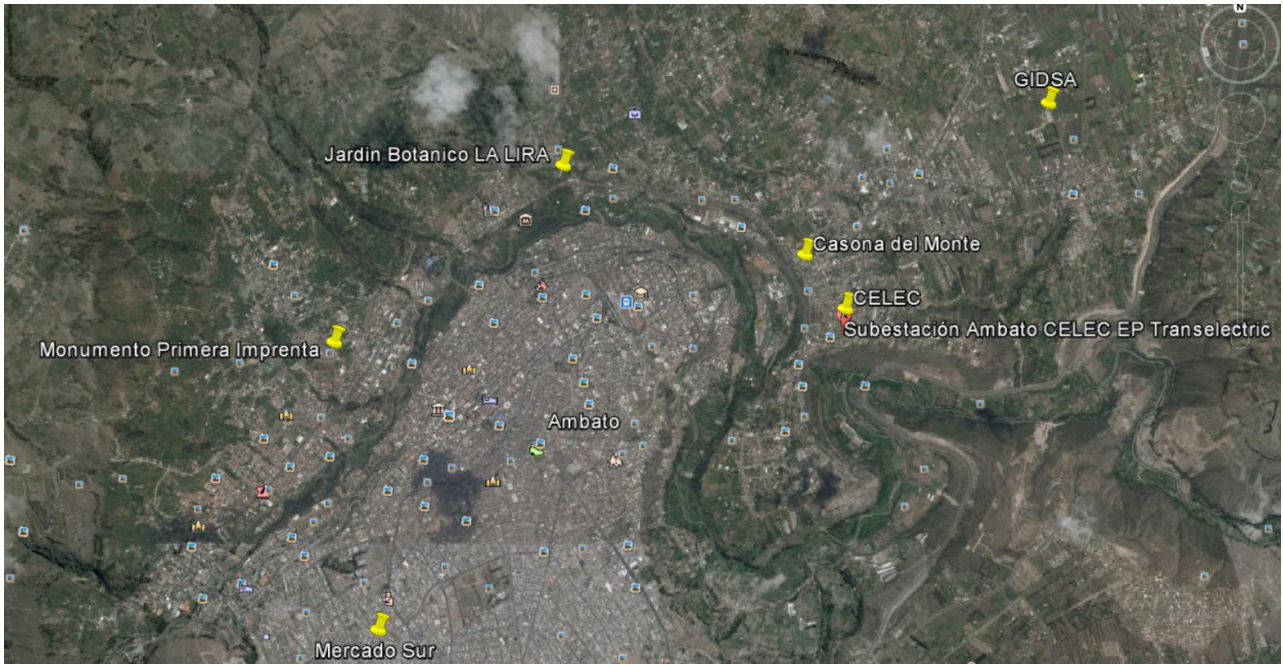 N
GIDSA
Jardin Botanico LA LIRA
Casona del Monte
CELEC
Subestación Ambato CELEC EP Transelectric
Monumento Primera Imprenta
Ambato
Mercado Sur